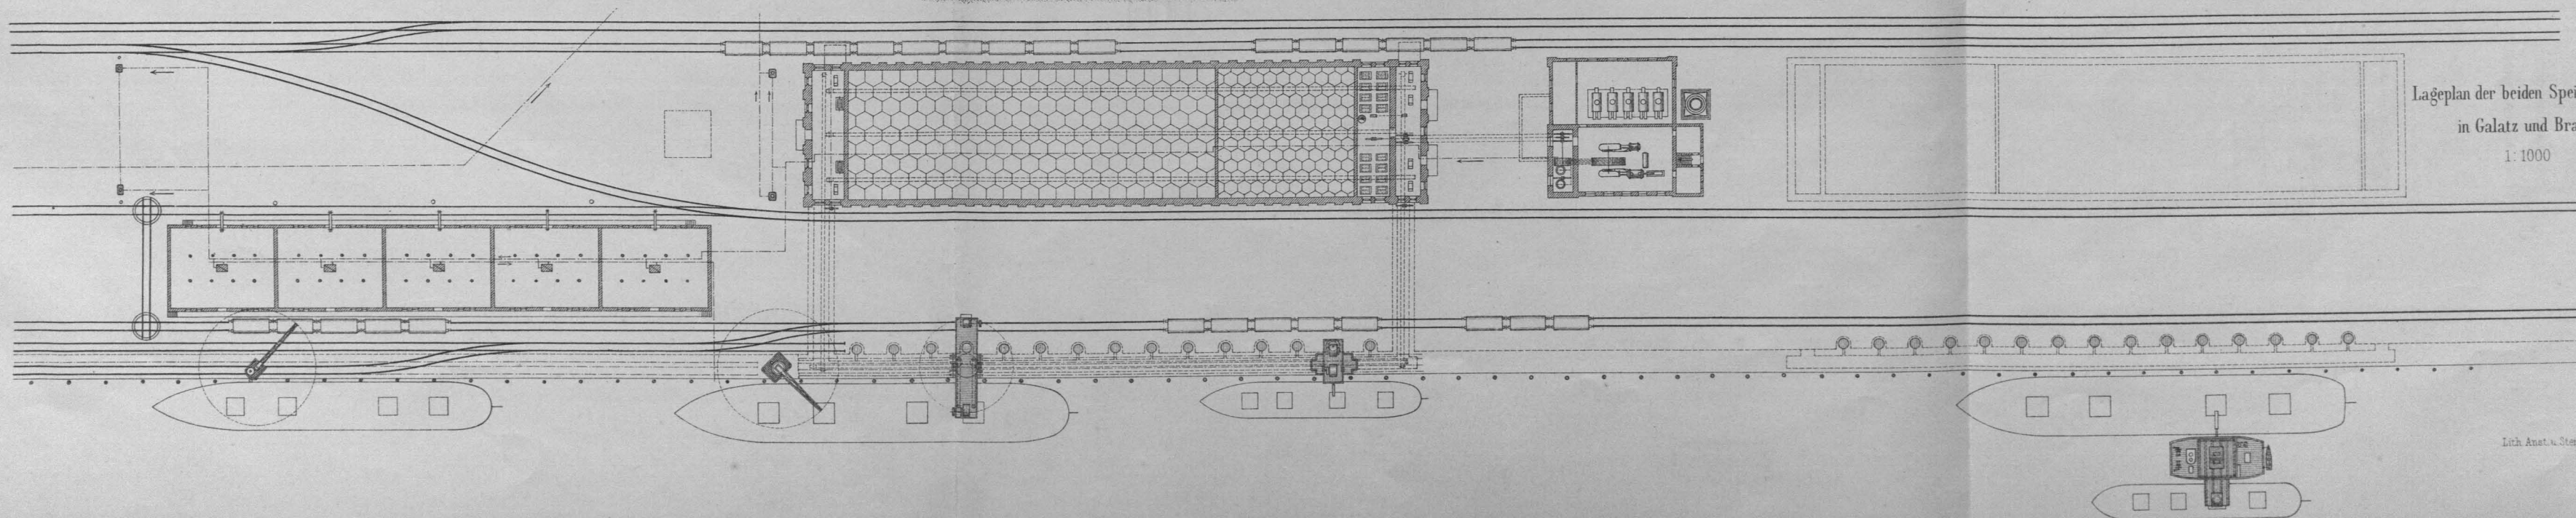 Lageplan der beiden Spei
in Galatz und Bra
1:1000
Lith. Anst. v. Ste